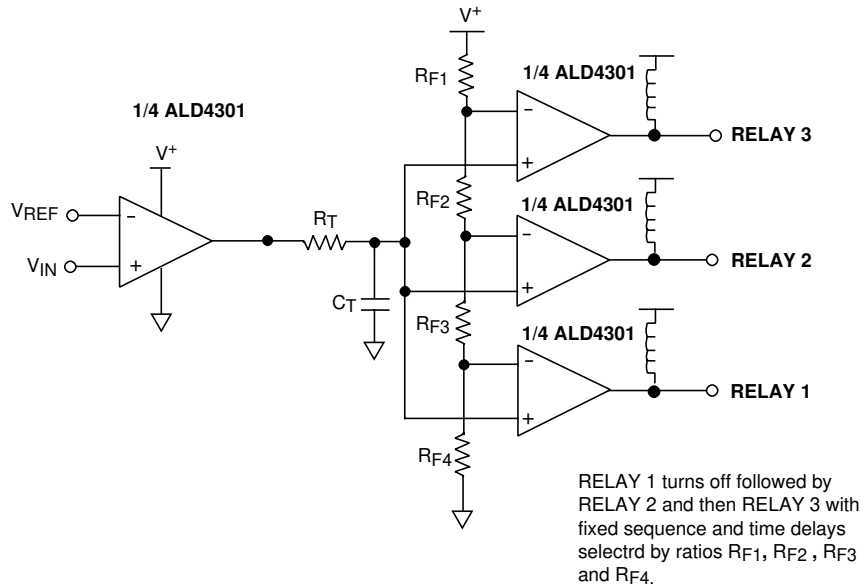 V+
RF1
1/4 ALD4301
−
+
RELAY 3
1/4 ALD4301
V+
VREF
−
VIN
+
RT
CT
RF2
1/4 ALD4301
−
+
RELAY 2
RF3
1/4 ALD4301
−
+
RELAY 1
RF4
RELAY 1 turns off followed by
RELAY 2 and then RELAY 3 with
fixed sequence and time delays
selectrd by ratios RF1, RF2 , RF3
and RF4.